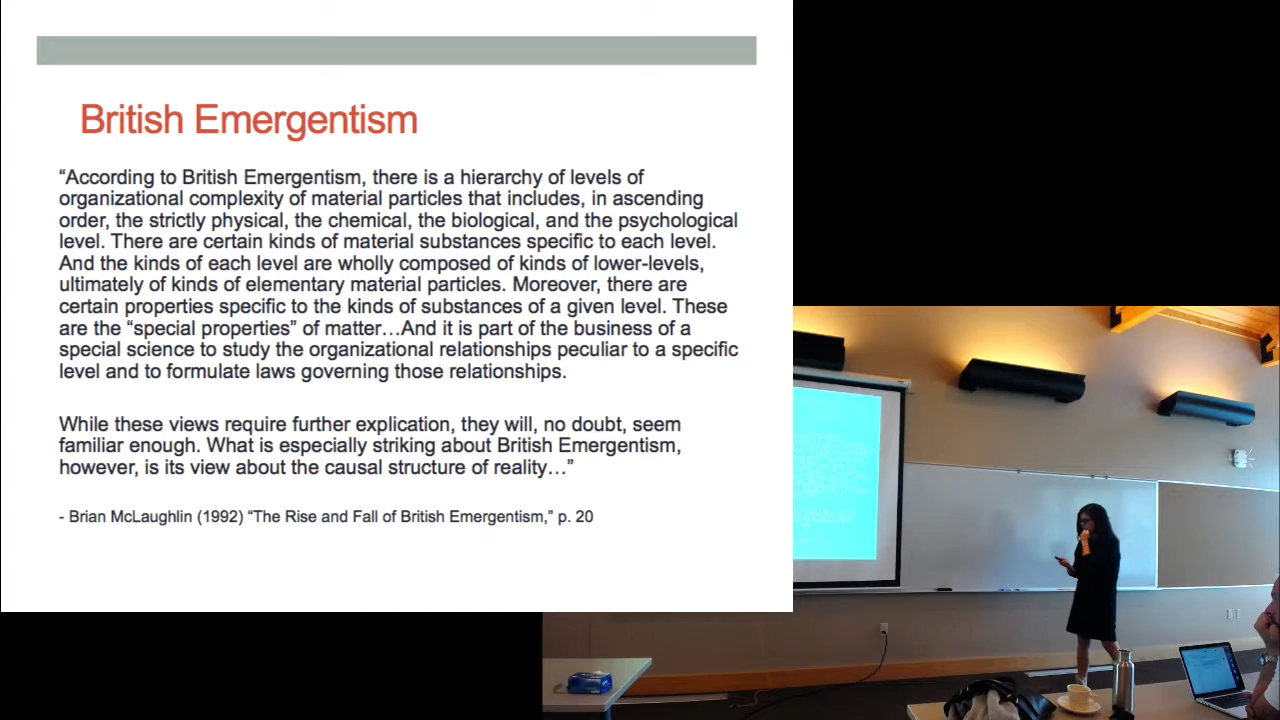 British Emergentism
“According to British Emergentism, there is a hierarchy of levels of
organizational complexity of material particles that includes, in ascending
order, the strictly physical, the chemical, the biological, and the psychological
level. There are certain kinds of material substances specific to each level.
And the kinds of each level are wholly composed of kinds of lower-levels,
ultimately of kinds of elementary material particles. Moreover, there are
certain properties specific to the kinds of substances of a given level. These
are the “special properties” of matter…And it is part of the business of a
special science to study the organizational relationships peculiar to a specific
level and to formulate laws governing those relationships.
While these views require further explication, they will, no doubt, seem
familiar enough. What is especially striking about British Emergentism,
however, is its view about the causal structure of reality…”
- Brian McLaughlin (1992) “The Rise and Fall of British Emergentism,” p. 20